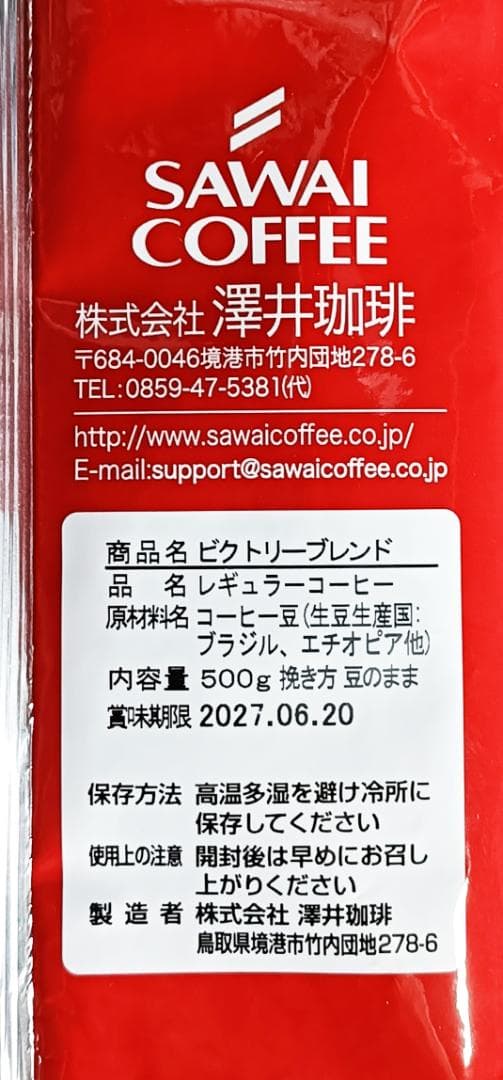 SAWAI
COFFEE
株式会社 澤井珈琲
〒684-0046境港市竹内団地278-6
TEL:0859-47-5381(代)
http://www.sawaicoffee.co.jp/
E-mail:support@sawaicoffee.co.jp
商品名 ビクトリーブレンド
品 名 レギュラーコーヒー
原材料名 コーヒー豆(生豆生産国:
ブラジル、エチオピア他)
内容量 500g 挽き方 豆のまま
賞味期限 2027.06.20
保存方法 高温多湿を避け冷所に
保存してください
使用上の注意 開封後は早めにお召し
上がりください
製造者 株式会社 澤井珈琲
鳥取県境港市竹内団地278-6